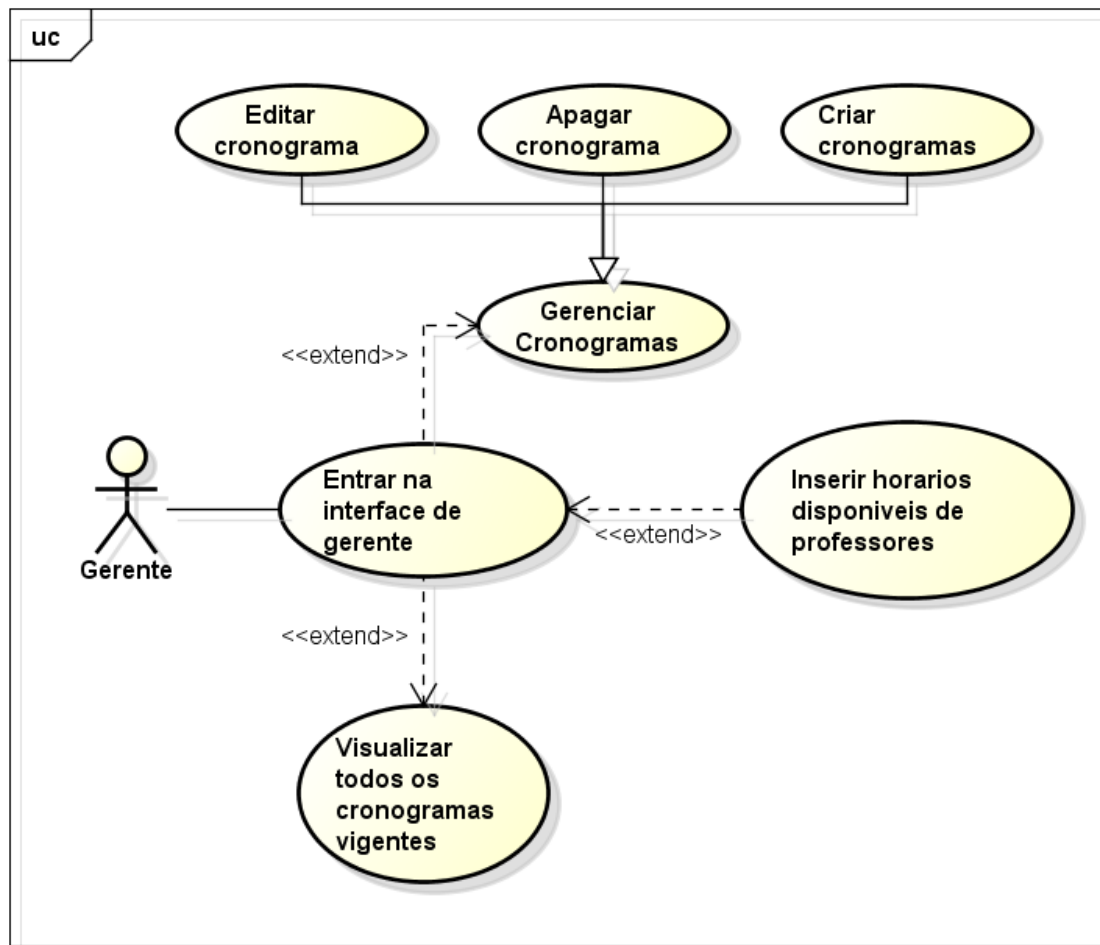 uc
Editar
cronograma
Apagar
cronograma
Criar
cronogramas
Gerenciar
Cronogramas
<<extend>>
Entrar na
interface de
gerente
Inserir horarios
disponiveis de
professores
<<extend>>
Gerente
<<extend>>
Visualizar
todos os
cronogramas
vigentes